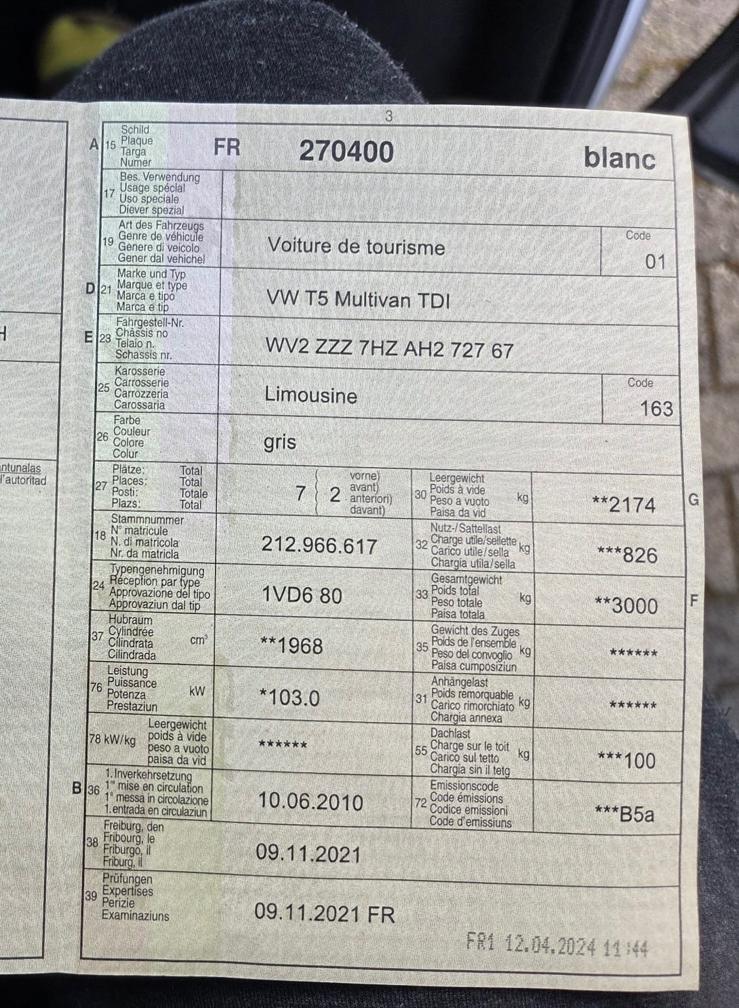 3
A 15 Schild
Plaque
Targa
Numer
FR 270400 blanc
17 Bes. Verwendung
Usage spécial
Uso speciale
Diever spezial
19 Art des Fahrzeugs
Genre de véhicule
Genere di veicolo
Gener dal vehichel
Voiture de tourisme
Code
01
D 21 Marke und Typ
Marque et type
Marca e tipo
Marca e tip
VW T5 Multivan TDI
E 23 Fahrgestell-Nr.
Châssis no
Telaio n.
Schassis nr.
WV2 ZZZ 7HZ AH2 727 67
25 Karosserie
Carrosserie
Carrozzeria
Carossaria
Limousine
Code
163
26 Farbe
Couleur
Colore
Colur
gris
27 Plätze: Total
Places: Total
Posti: Totale
Plazs: Total
7 ( 2 vorne)
avant)
anteriori)
davant)
30 Leergewicht
Poids à vide
Peso a vuoto
Paisa da vid
kg
**2174
G
18 Stammnummer
N° matricule
N. di matricola
Nr. da matricla
212.966.617
32 Nutz-/Sattellast
Charge utile/sellette
Carico utile/sella
Chargia utila/sella
kg
***826
24 Typengenehmigung
Réception par type
Approvazione del tipo
Approvaziun dal tip
1VD6 80
33 Gesamtgewicht
Poids total
Peso totale
Paisa totala
kg
**3000
F
37 Hubraum
Cylindrée
Cilindrata
Cilindrada
cm³
**1968
35 Gewicht des Zuges
Poids de l'ensemble
Peso del convoglio
Paisa cumposiziun
kg
******
76 Leistung
Puissance
Potenza
Prestaziun
kW
*103.0
31 Anhängelast
Poids remorquable
Carico rimorchiato
Chargia annexa
kg
******
78 kW/kg Leergewicht
poids à vide
peso a vuoto
paisa da vid
******
55 Dachlast
Charge sur le toit
Carico sul tetto
Chargia sin il tetg
kg
***100
B 36 1. Inverkehrsetzung
1re mise en circulation
1a messa in circolazione
1. entrada en circulaziun
10.06.2010
72 Emissionscode
Code émissions
Codice emissioni
Code d'emissiuns
***B5a
38 Freiburg, den
Fribourg, le
Friburgo, il
Friburg, il
09.11.2021
39 Prüfungen
Expertises
Perizie
Examinaziuns
09.11.2021 FR
FR1 12.04.2024 11:44
H
l'autoritad